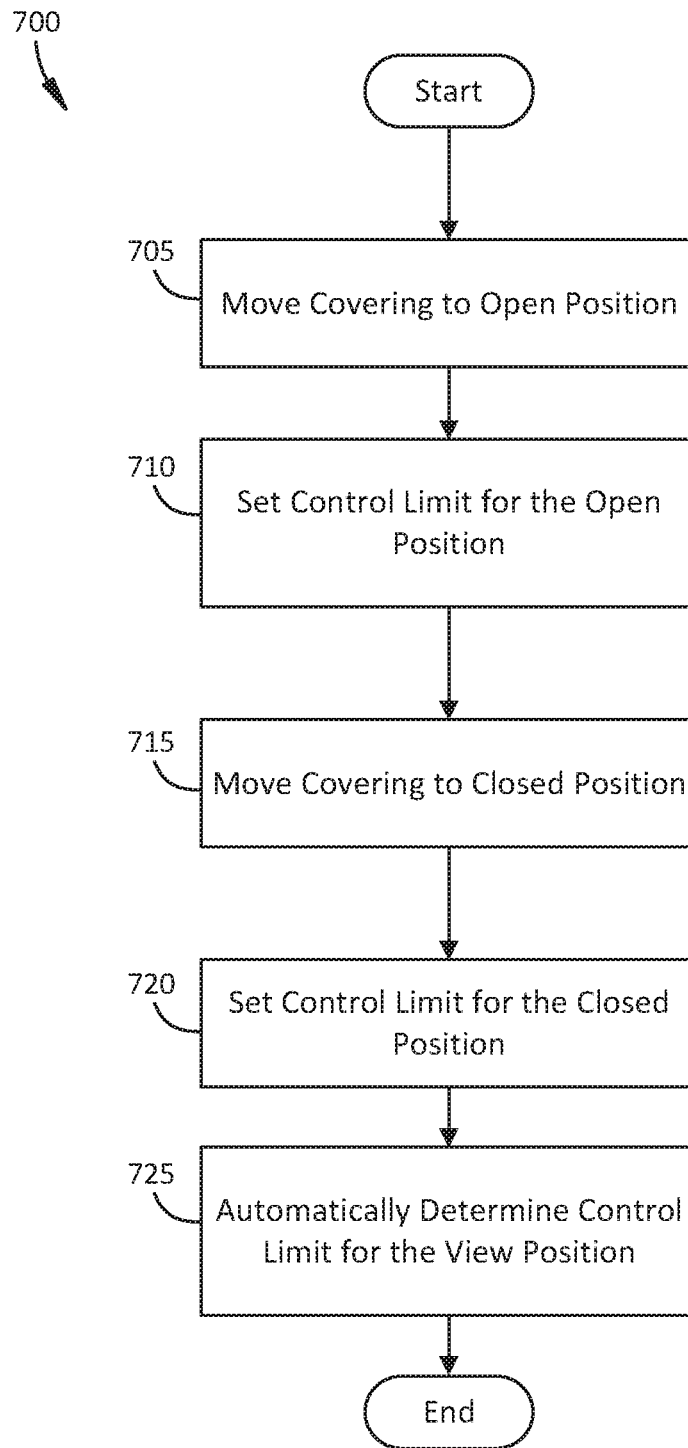 700
Start
705
Move Covering to Open Position
710
Set Control Limit for the Open
Position
715
Move Covering to Closed Position
720
Set Control Limit for the Closed
Position
725
Automatically Determine Control
Limit for the View Position
End